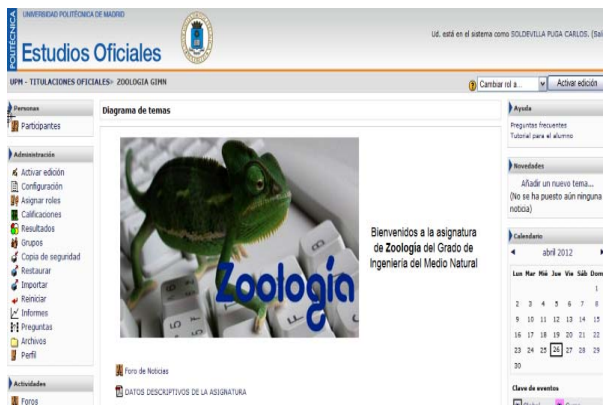 POLITÉCNICA
UNIVERSIDAD POLITÉCNICA DE MADRID
Estudios Oficiales
Ud. está en el sistema como SOLDEVILLA PUGA CARLOS. (Sali
UPM - TITULACIONES OFICIALES> ZOOLOGIA GIMN
Cambiar rol a...
Activar edición
Personas
Participantes
Administración
Activar edición
Configuración
Asignar roles
Calificaciones
Resultados
Grupos
Copia de seguridad
Restaurar
Importar
Reiniciar
Informes
Preguntas
Archivos
Perfil
Actividades
Foros
Diagrama de temas
Zoología
Bienvenidos a la asignatura
de Zoología del Grado de
Ingeniería del Medio Natural
Foro de Noticias
DATOS DESCRIPTIVOS DE LA ASIGNATURA
Ayuda
Preguntas frecuentes
Tutorial para el alumno
Novedades
Añadir un nuevo tema...
(No se ha puesto aún ninguna
noticia)
Calendario
abril 2012
Lun Mar Mié Jue Vie Sáb Dom
1
2 3 4 5 6 7 8
9 10 11 12 13 14 15
16 17 18 19 20 21 22
23 24 25 26 27 28 29
30
Clave de eventos